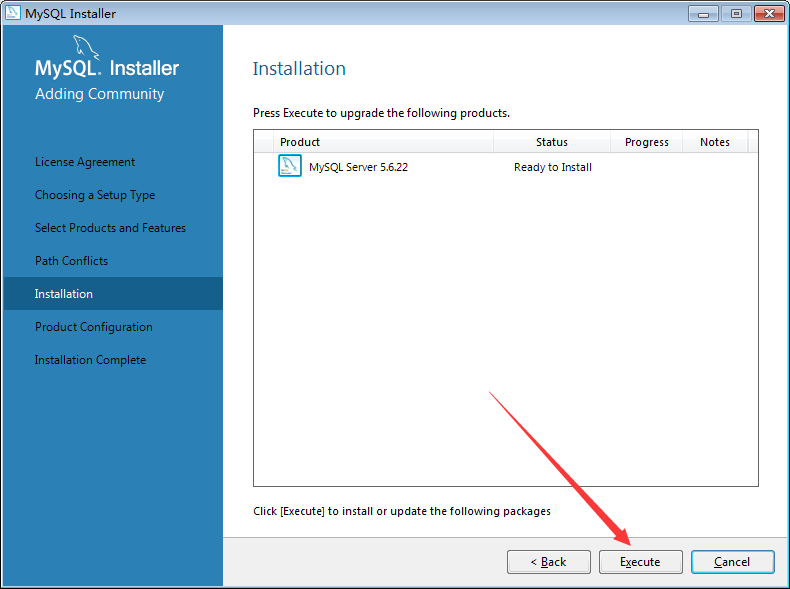 MySQL Installer
MySQL. Installer
Adding Community
License Agreement
Choosing a Setup Type
Select Products and Features
Path Conflicts
Installation
Product Configuration
Installation Complete
Installation
Press Execute to upgrade the following products.
Product Status Progress Notes
MySQL Server 5.6.22 Ready to Install
Click [Execute] to install or update the following packages
< Back Execute Cancel